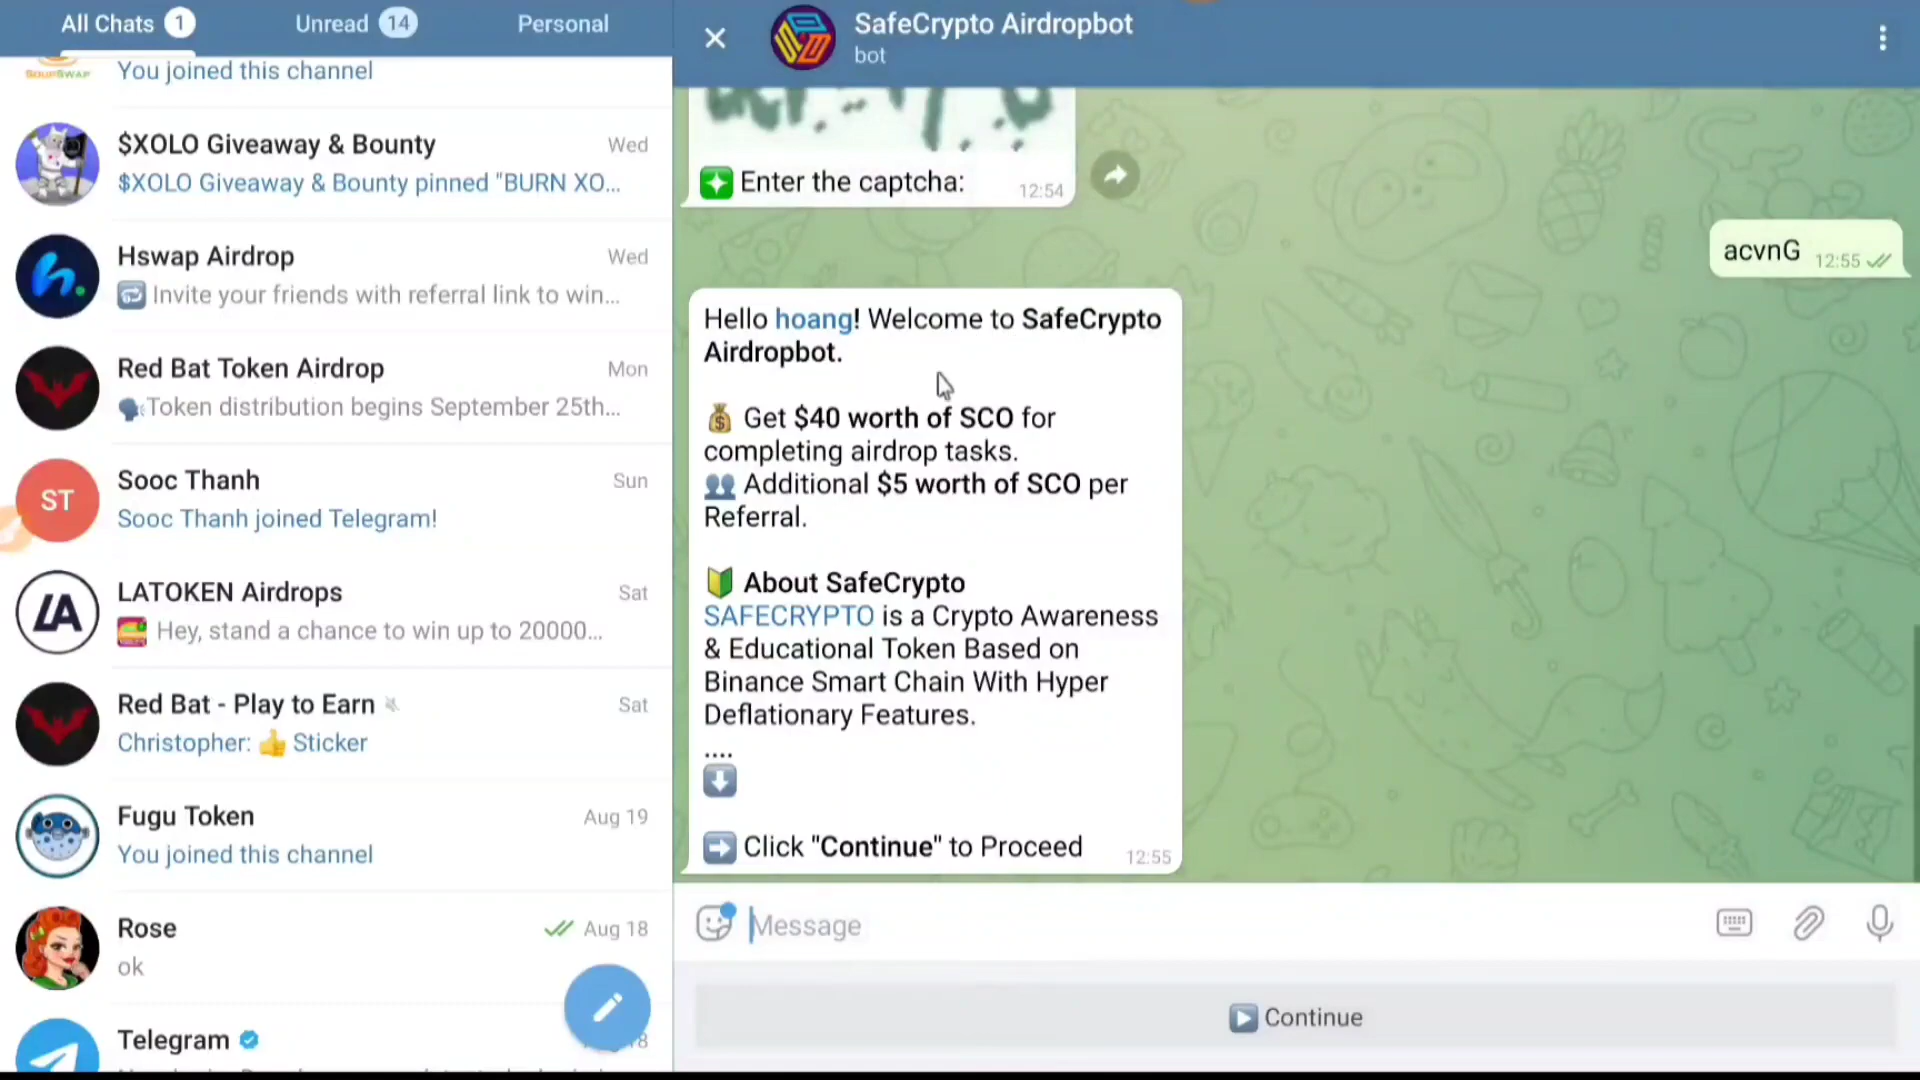 All Chats 1
Unread 14
Personal
SOUPSWAP
You joined this channel
$XOLO Giveaway & Bounty
Wed
$XOLO Giveaway & Bounty pinned "BURN XO...
Hswap Airdrop
Wed
Invite your friends with referral link to win...
Red Bat Token Airdrop
Mon
Token distribution begins September 25th...
ST
Sooc Thanh
Sun
Sooc Thanh joined Telegram!
LATOKEN Airdrops
Sat
Hey, stand a chance to win up to 20000...
Red Bat - Play to Earn
Sat
Christopher: 👍 Sticker
Fugu Token
Aug 19
You joined this channel
Rose
Aug 18
ok
Telegram
SafeCrypto Airdropbot
bot
Enter the captcha:
12:54
acvnG
12:55
Hello hoang! Welcome to SafeCrypto
Airdropbot.
💰 Get $40 worth of SCO for
completing airdrop tasks.
👥 Additional $5 worth of SCO per
Referral.
🔰 About SafeCrypto
SAFECRYPTO is a Crypto Awareness
& Educational Token Based on
Binance Smart Chain With Hyper
Deflationary Features.
....
⬇️
➡️ Click "Continue" to Proceed
12:55
Message
▶️ Continue